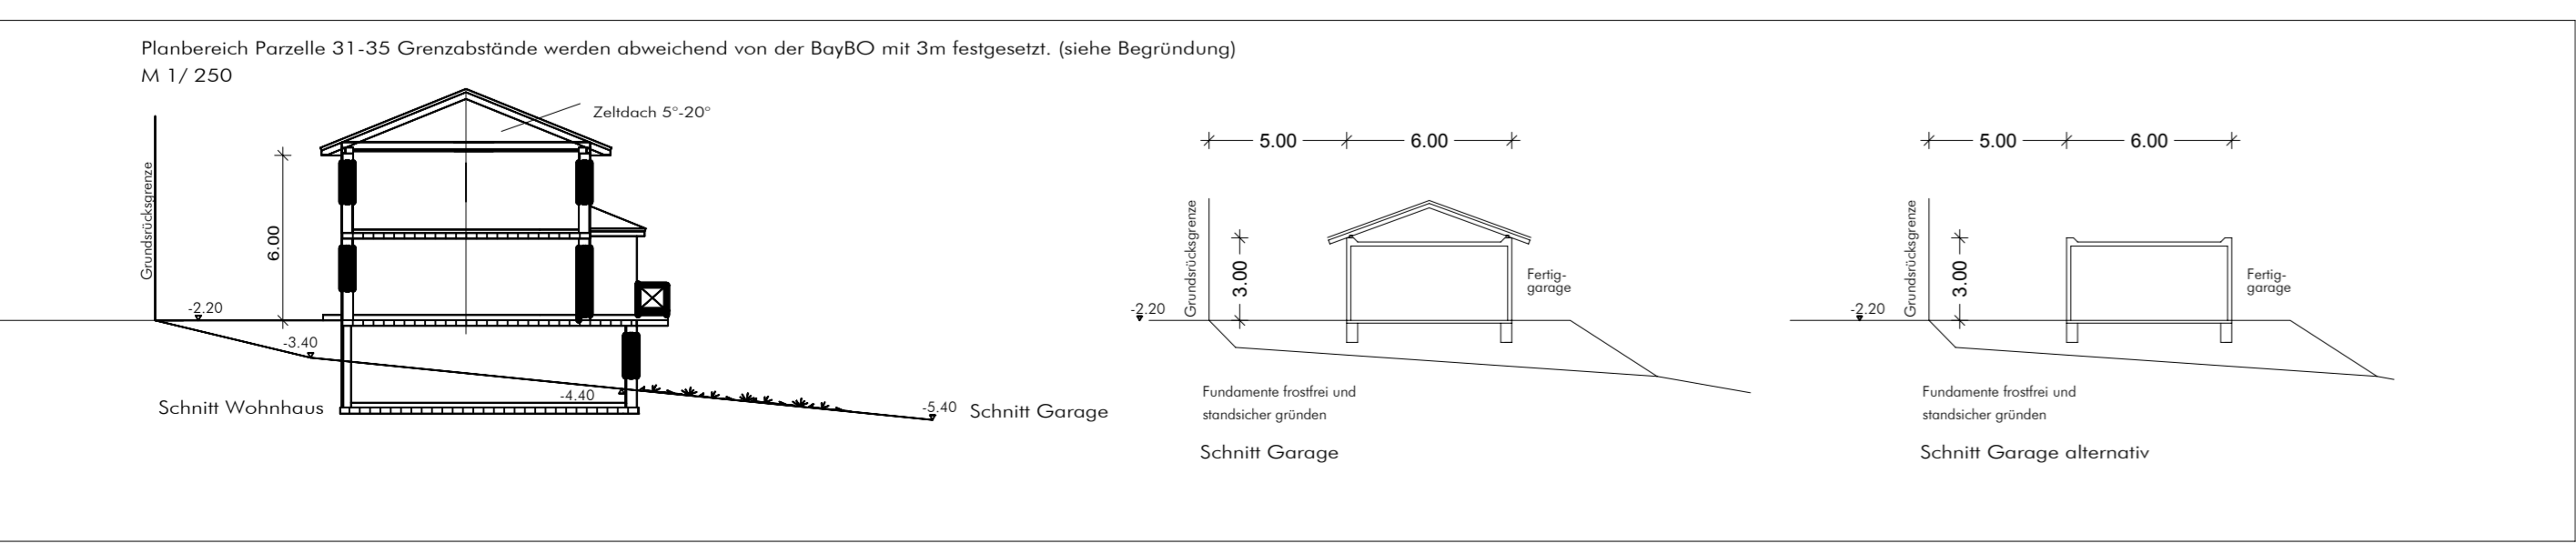 Planbereich Parzelle 31-35 Grenzabstände werden abweichend von der BayBO mit 3m festgesetzt. (siehe Begründung)
M 1/ 250
Zeltdach 5°-20°
Grundsrücksgrenze
6.00
-2.20
-3.40
-4.40
-5.40
Schnitt Wohnhaus
Schnitt Garage
5.00
6.00
Grundsrücksgrenze
3.00
-2.20
Fertig-
garage
Fundamente frostfrei und
standsicher gründen
Schnitt Garage
5.00
6.00
Grundsrücksgrenze
3.00
-2.20
Fertig-
garage
Fundamente frostfrei und
standsicher gründen
Schnitt Garage alternativ